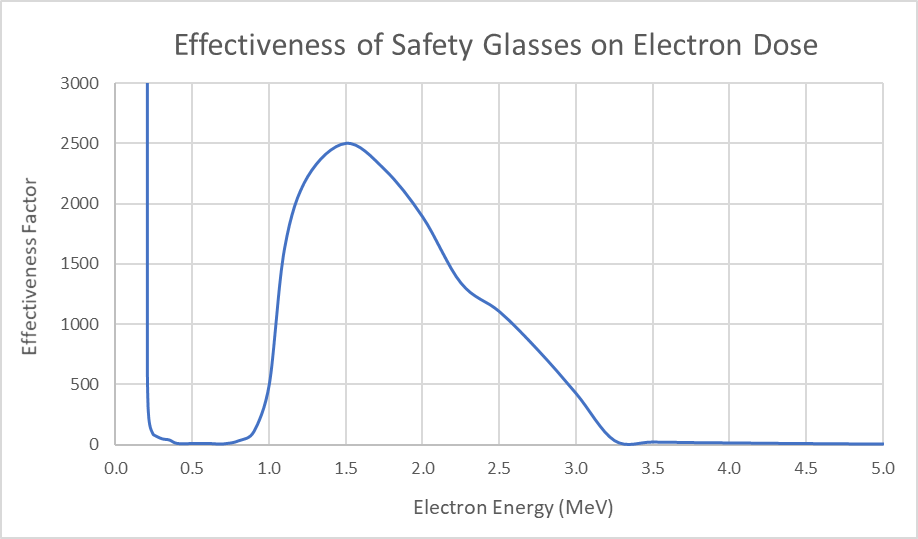 Effectiveness of Safety Glasses on Electron Dose
3000
2500
2000
1500
1000
500
0
Effectiveness Factor
0.0 0.5 1.0 1.5 2.0 2.5 3.0 3.5 4.0 4.5 5.0
Electron Energy (MeV)